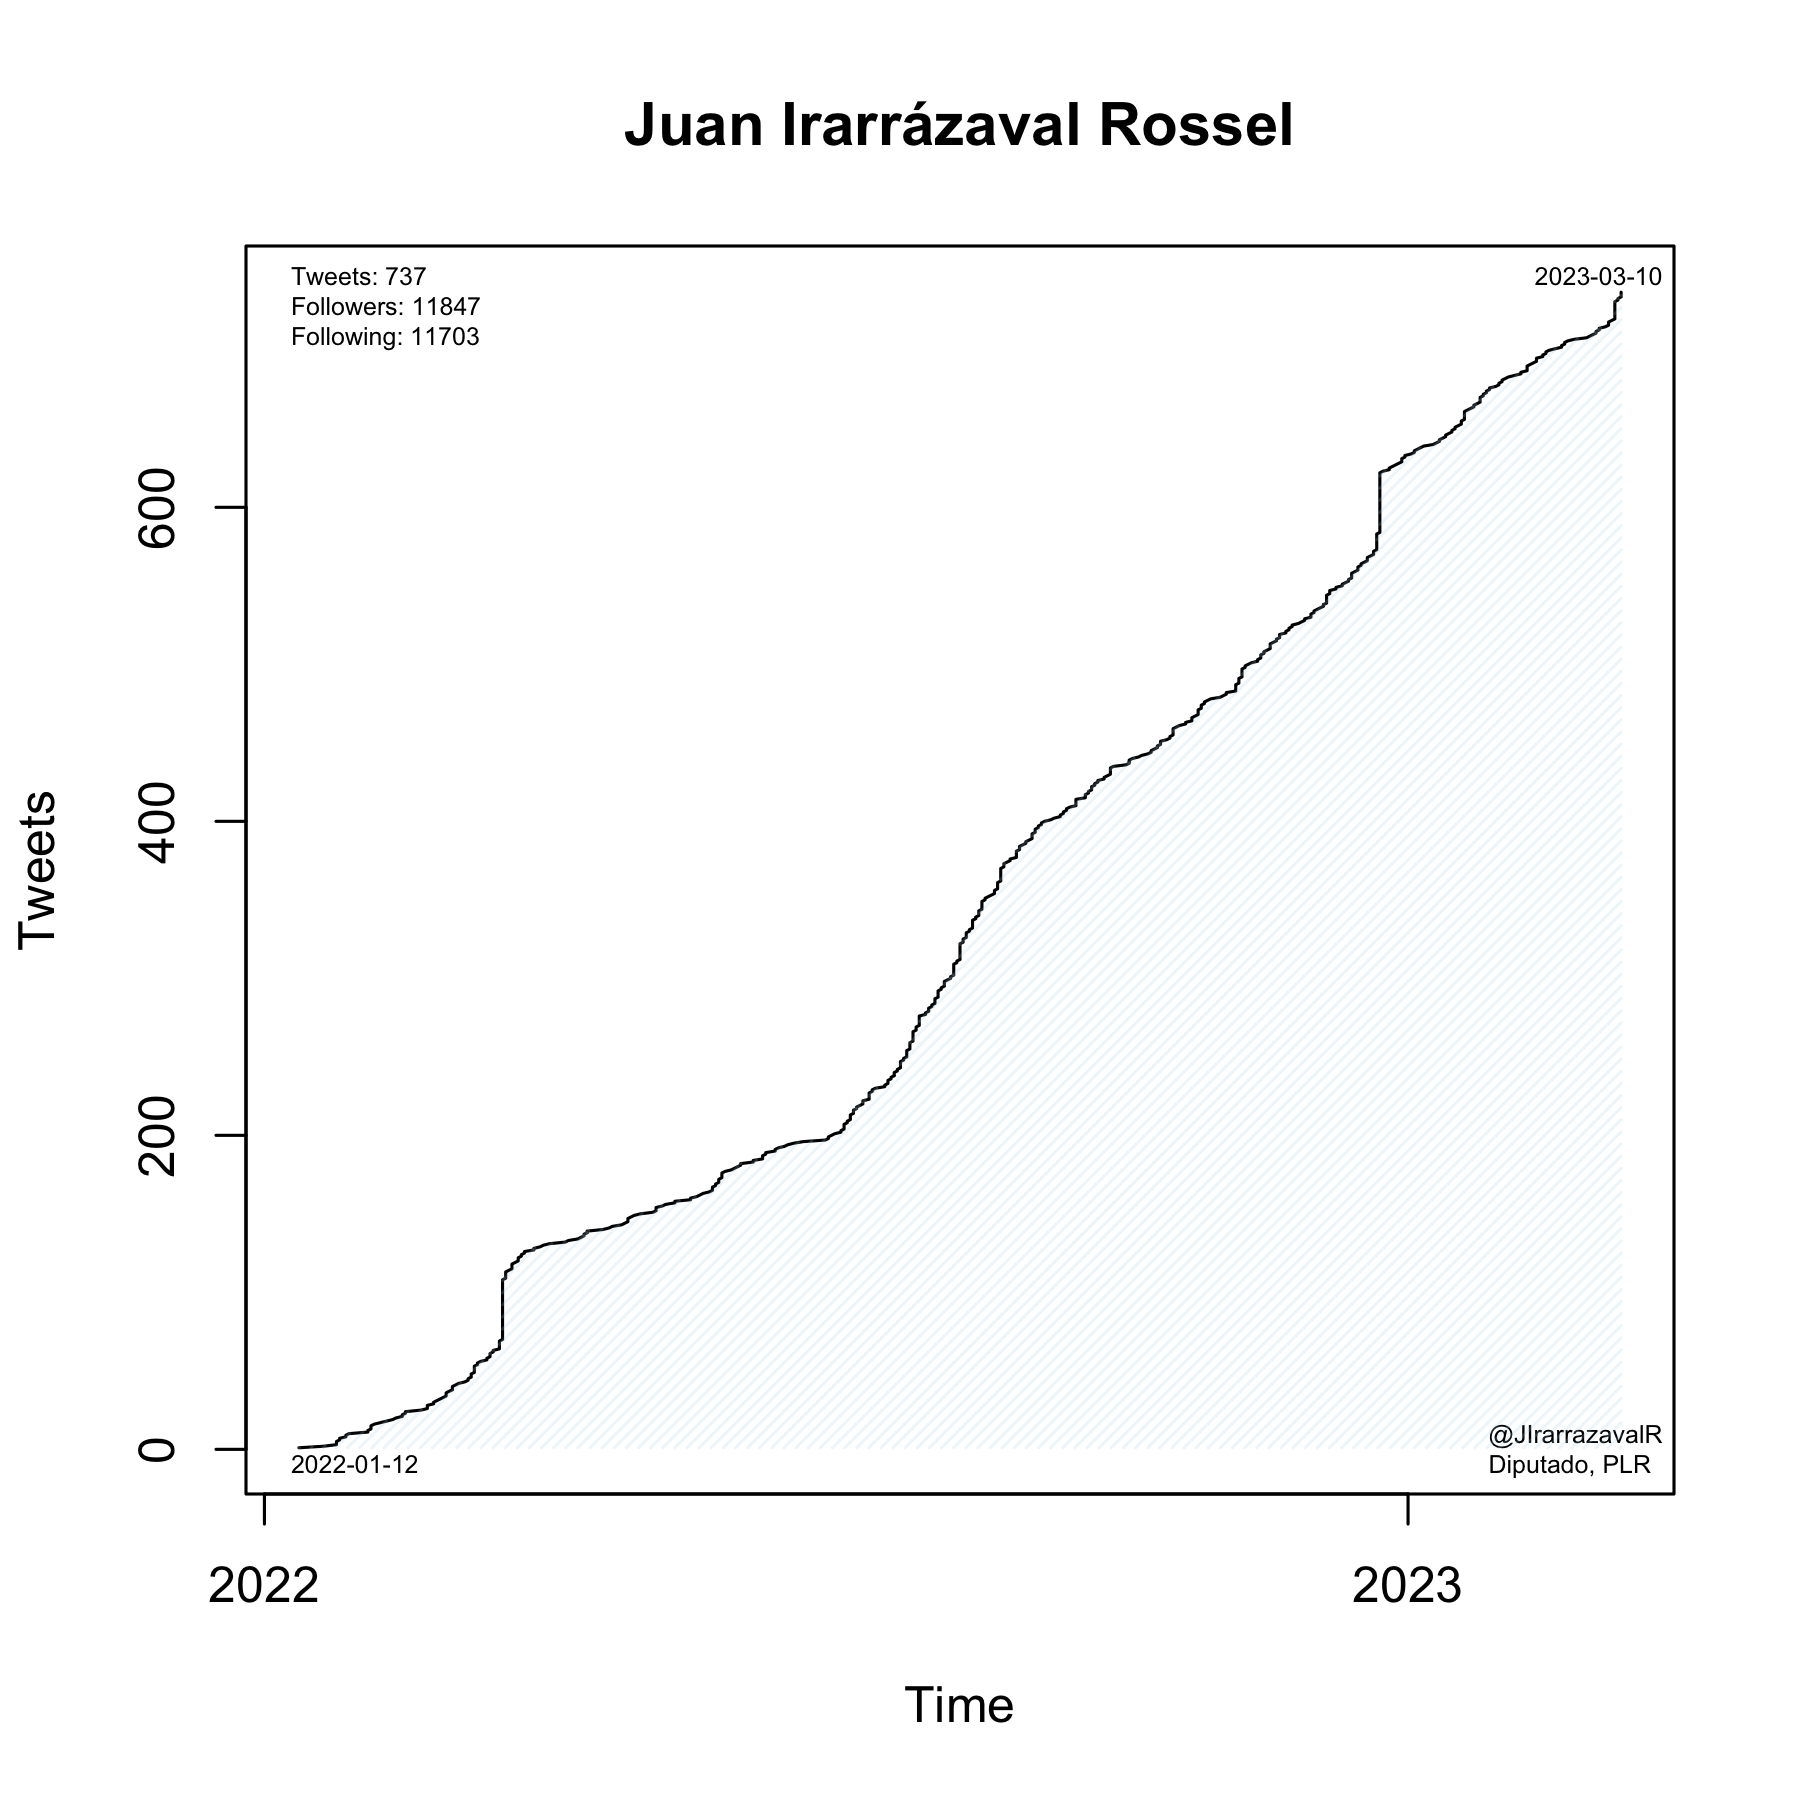 Juan Irarrázaval Rossel
Tweets: 737
Followers: 11847
Following: 11703
2023-03-10
Tweets
600
400
200
0
2022-01-12
@JIrarrazavalR
Diputado, PLR
2022
2023
Time